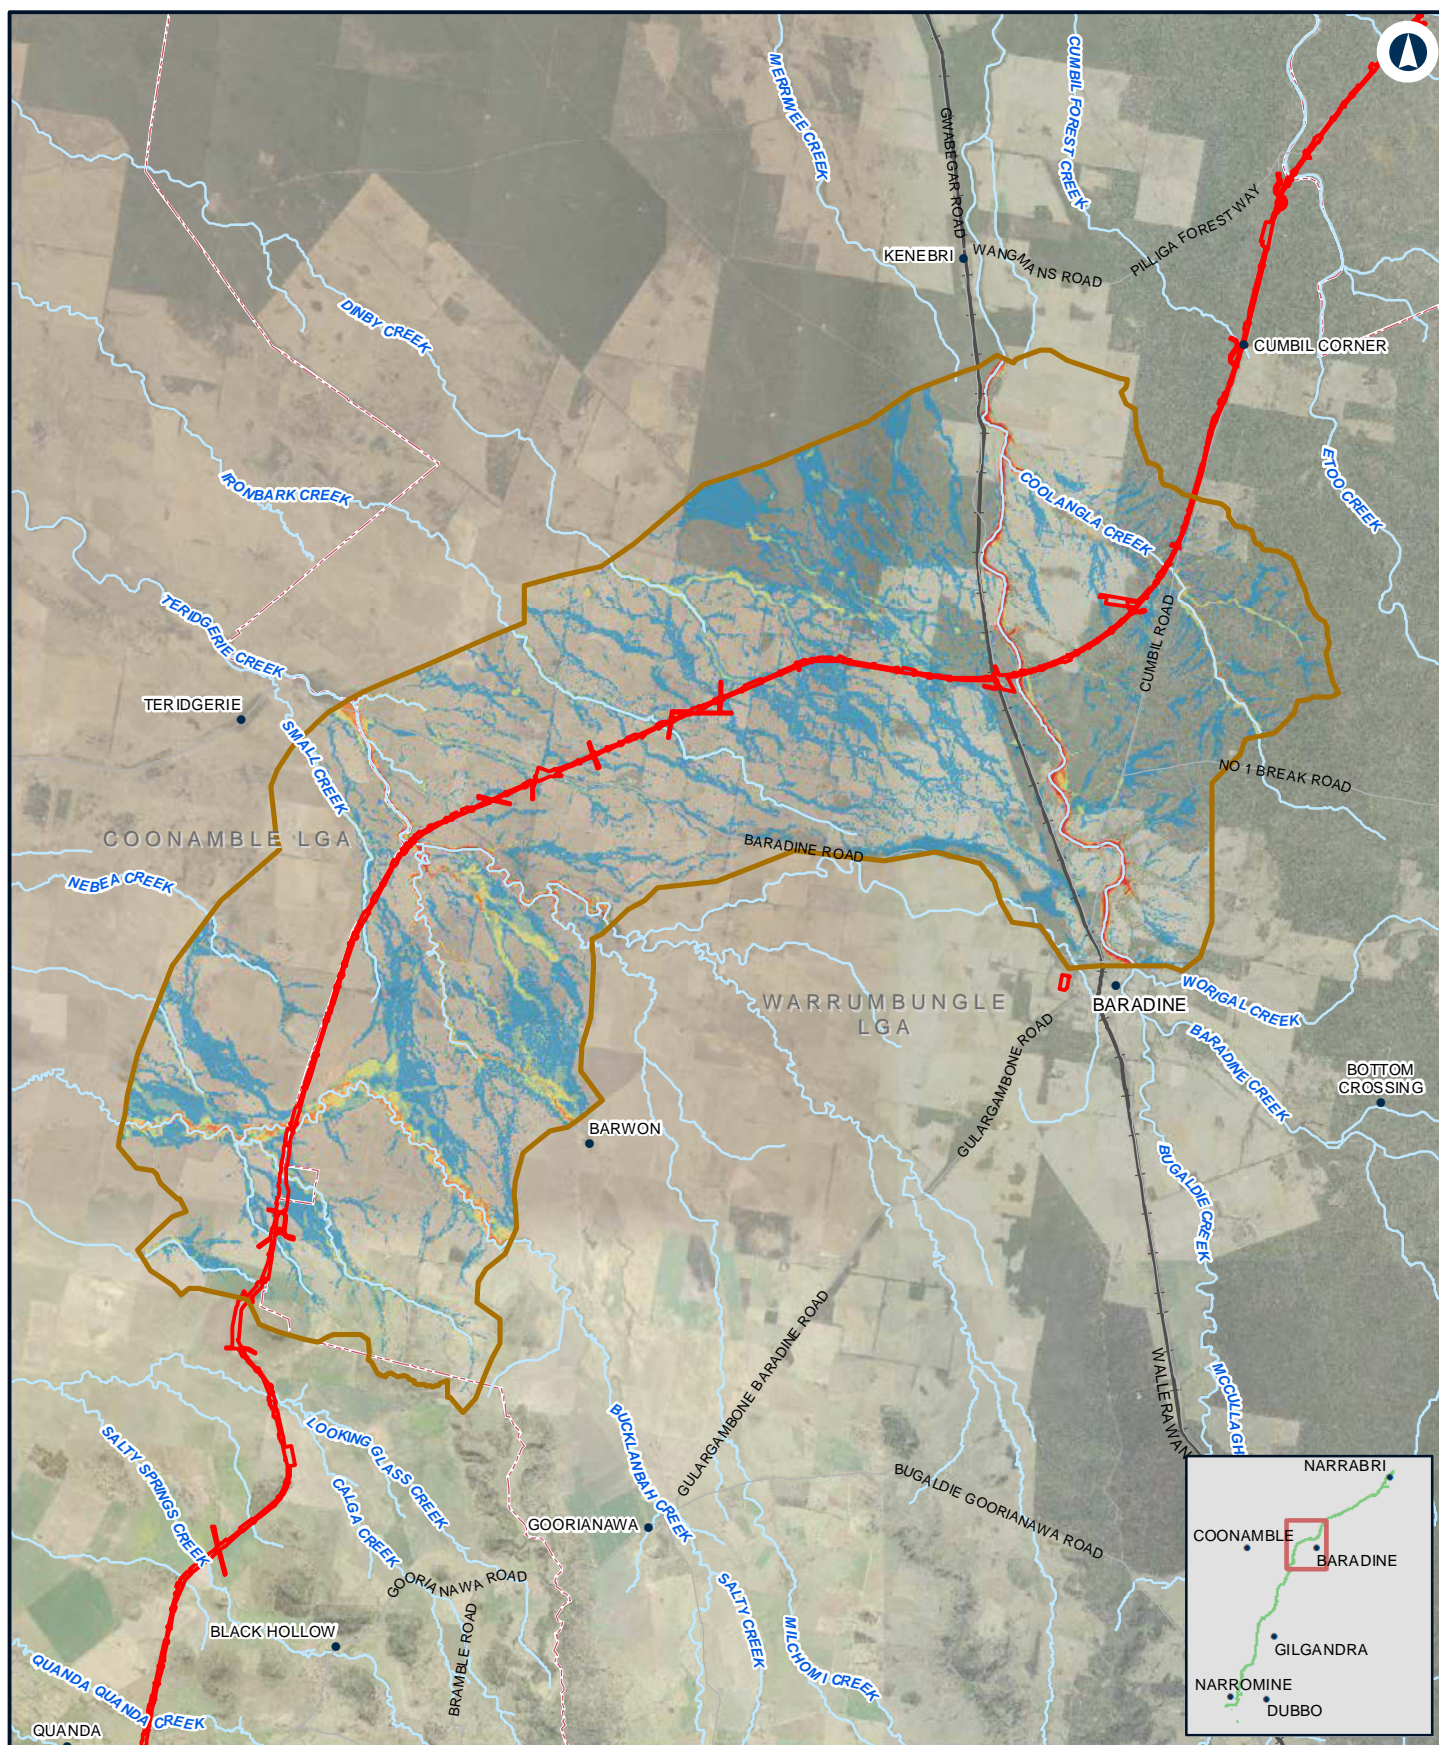 MERRIWEE CREEK
CUMBIL FOREST CREEK
GWABEGAR ROAD
PILLIGA FOREST WAY
KENEBRI
WANGMANS ROAD
DINBY CREEK
CUMBIL CORNER
IRONBARK CREEK
COOLANGLA CREEK
ETOO CREEK
TERIDGERIE CREEK
CUMBIL ROAD
TERIDGERIE
SMALL CREEK
NO 1 BREAK ROAD
COONAMBLE LGA
BARADINE ROAD
NEBEA CREEK
WARRUMBUNGLE
LGA
BARADINE
WORIGAL CREEK
BARADINE CREEK
GULARGAMBONE ROAD
BOTTOM
CROSSING
BARWON
BUGALDIE CREEK
GULARGAMBONE BARADINE ROAD
WALLERAWAN
MCCULLAGH
LOOKING GLASS CREEK
SALTY SPRINGS CREEK
CALGA CREEK
BUCKLANBAH CREEK
BUGALDIE GOORIANAWA ROAD
GOORIANAWA
GOORIANAWA ROAD
BRAMBLE ROAD
SALTY CREEK
MILCHOMI CREEK
BLACK HOLLOW
QUANDA QUANDA CREEK
QUANDA
NARRABRI
COONAMBLE
BARADINE
GILGANDRA
NARROMINE
DUBBO